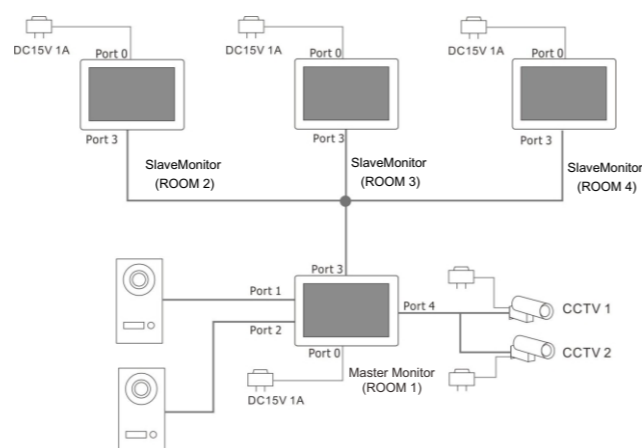 Port 0
Port 0
Port 0
DC15V 1A
DC15V 1A
DC15V 1A
Port 3
Port 3
Port 3
SlaveMonitor
(ROOM 2)
SlaveMonitor
(ROOM 3)
SlaveMonitor
(ROOM 4)
Port 3
Port 1
Port 4
CCTV 1
Port 2
Port 0
CCTV 2
Master Monitor
(ROOM 1)
DC15V 1A